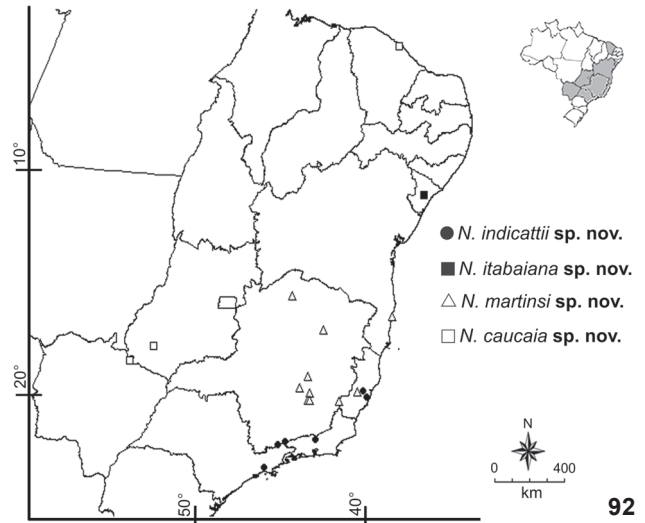 10°
N. indicattii sp. nov.
N. itabaiana sp. nov.
N. martinsi sp. nov.
N. caucaia sp. nov.
20°
N
0 400
km
50°
40°
92